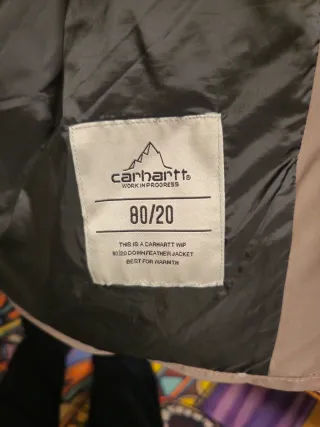 carhartt®
WORK IN PROGRESS
80/20
THIS IS A CARHARTT WIP
80/20 DOWN/FEATHER JACKET
BEST FOR WARMTH